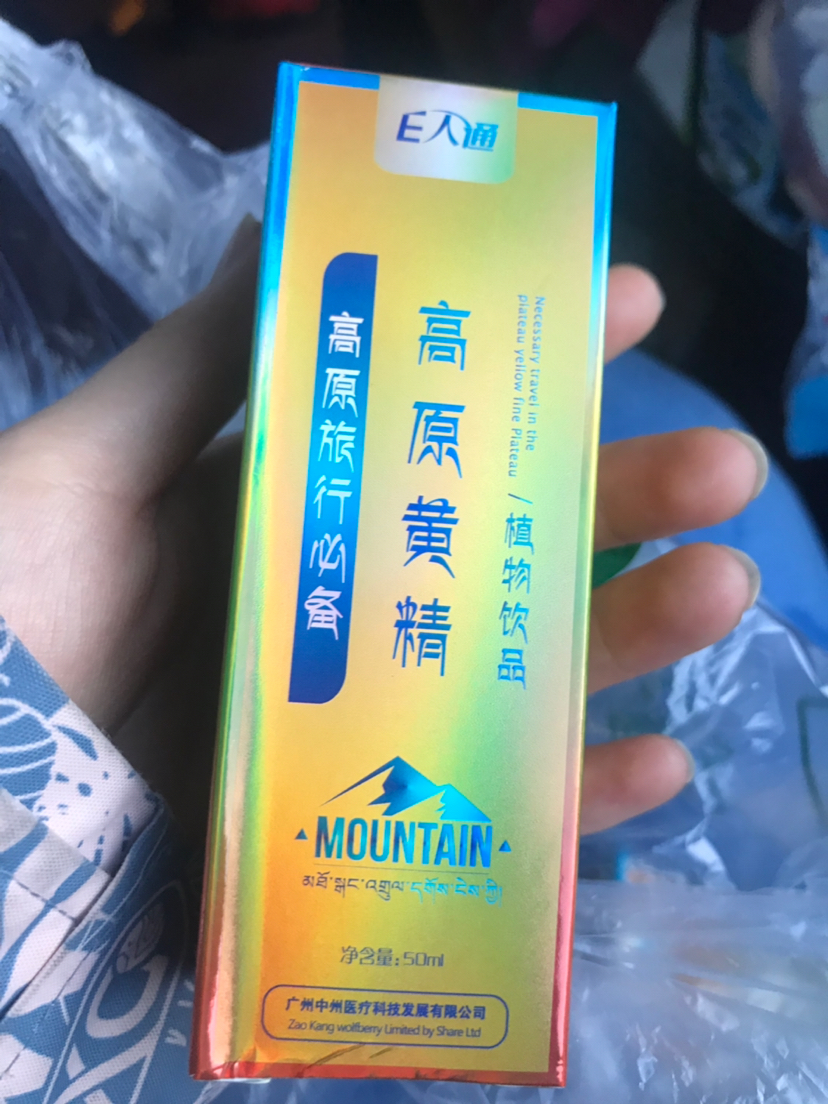 E人通
高原旅行必备
高原黄精
Necessary travel in the
plateau yellow fine Plateau
/植物饮品
MOUNTAIN
མ་ཐོ་སྒང་འགྲུལ་དགོས་ངེས་ཀྱི།
净含量:50ml
广州中州医疗科技发展有限公司
Zao Kang wolfberry Limited by Share Ltd